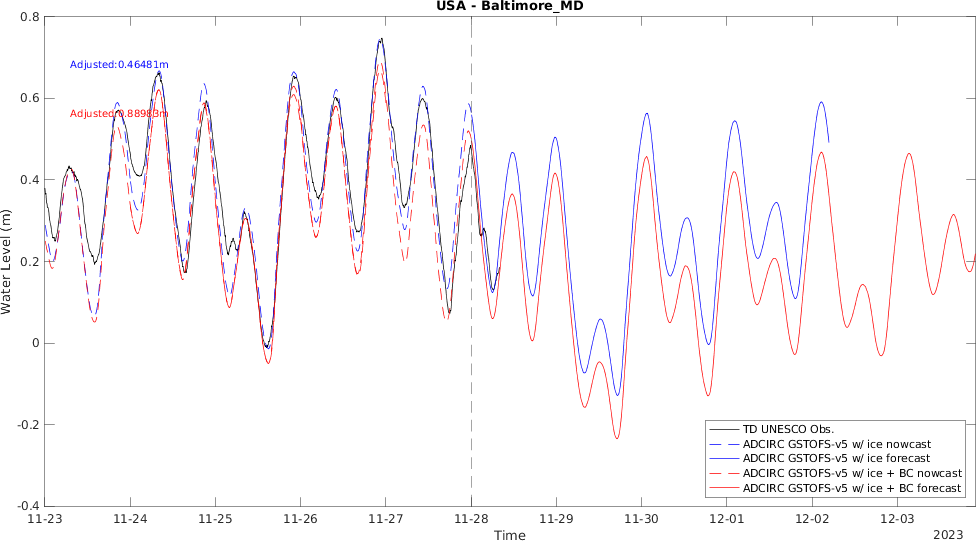 USA - Baltimore_MD
0.8
0.6
0.4
0.2
0
-0.2
-0.4
Water Level (m)
Adjusted:0.46481m
Adjusted:0.88983m
TD UNESCO Obs.
ADCIRC GSTOFS-v5 w/ ice nowcast
ADCIRC GSTOFS-v5 w/ ice forecast
ADCIRC GSTOFS-v5 w/ ice + BC nowcast
ADCIRC GSTOFS-v5 w/ ice + BC forecast
11-23 11-24 11-25 11-26 11-27 11-28 11-29 11-30 12-01 12-02 12-03
Time
2023